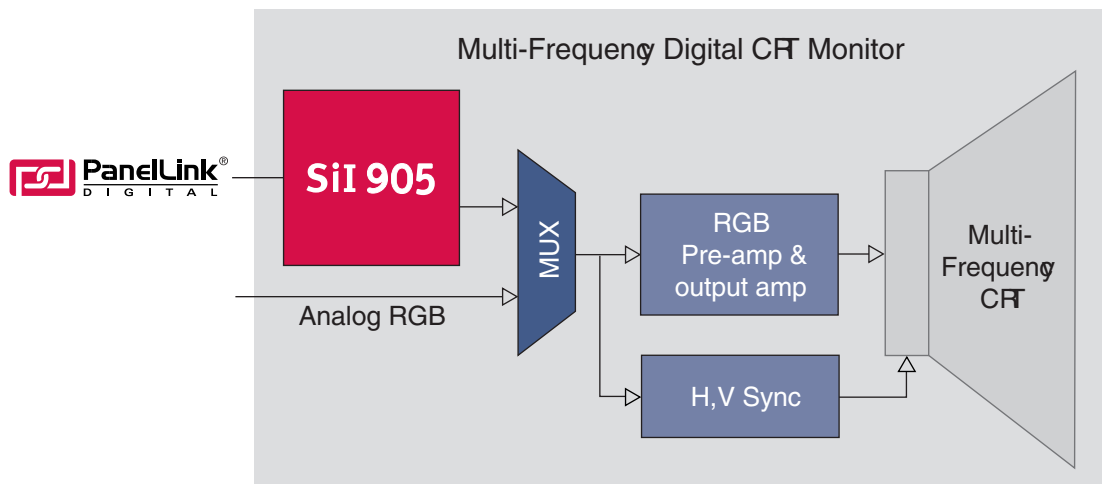 Multi-Frequency Digital CRT Monitor
PanelLink®
DIGITAL
SiI 905
MUX
Analog RGB
RGB
Pre-amp &
output amp
H,V Sync
Multi-
Frequency
CRT